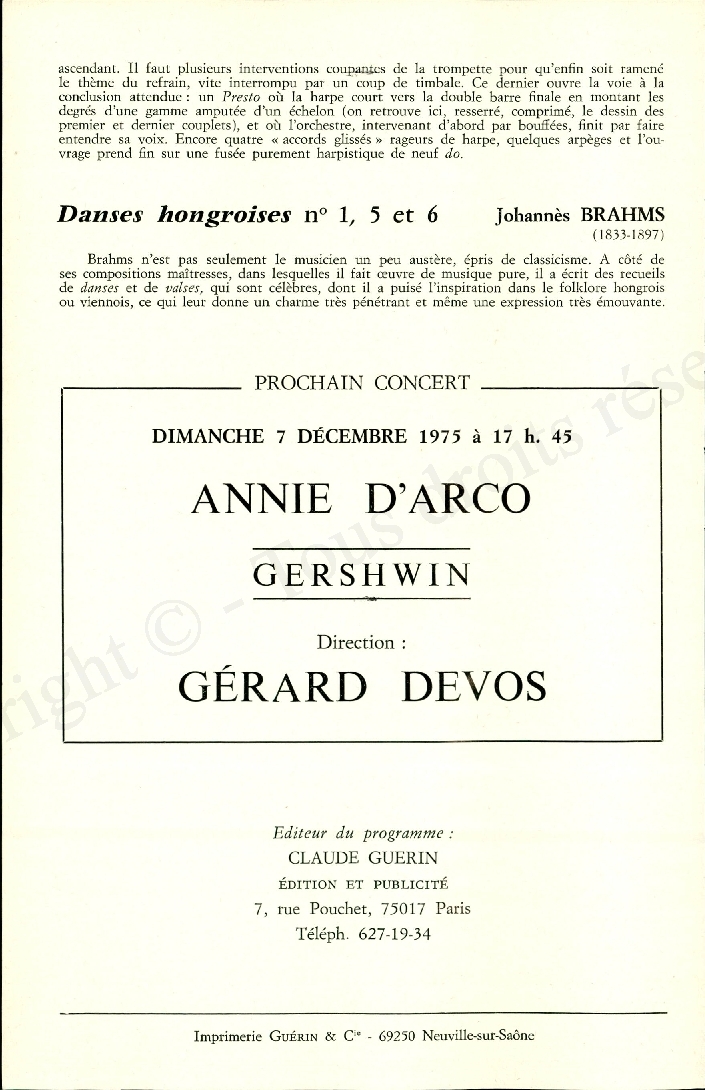 ascendant. Il faut plusieurs interventions coupantes de la trompette pour qu'enfin soit ramené
le thème du refrain, vite interrompu par un coup de timbale. Ce dernier ouvre la voie à la
conclusion attendue : un Presto où la harpe court vers la double barre finale en montant les
degrés d'une gamme amputée d'un échelon (on retrouve ici, resserré, comprimé, le dessin des
premier et dernier couplets), et où l'orchestre, intervenant d'abord par bouffées, finit par faire
entendre sa voix. Encore quatre « accords glissés » rageurs de harpe, quelques arpèges et l'ou-
vrage prend fin sur une fusée purement harpistique de neuf do.
Danses hongroises n° 1, 5 et 6 Johannès BRAHMS
(1833-1897)
Brahms n'est pas seulement le musicien un peu austère, épris de classicisme. A côté de
ses compositions maîtresses, dans lesquelles il fait œuvre de musique pure, il a écrit des recueils
de danses et de valses, qui sont célèbres, dont il a puisé l'inspiration dans le folklore hongrois
ou viennois, ce qui leur donne un charme très pénétrant et même une expression très émouvante.
PROCHAIN CONCERT
DIMANCHE 7 DÉCEMBRE 1975 à 17 h. 45
ANNIE D'ARCO
GERSHWIN
Direction :
GÉRARD DEVOS
Editeur du programme :
CLAUDE GUERIN
ÉDITION ET PUBLICITÉ
7, rue Pouchet, 75017 Paris
Téléph. 627-19-34
Imprimerie GUÉRIN & Cie - 69250 Neuville-sur-Saône
right © - Tous droits rése